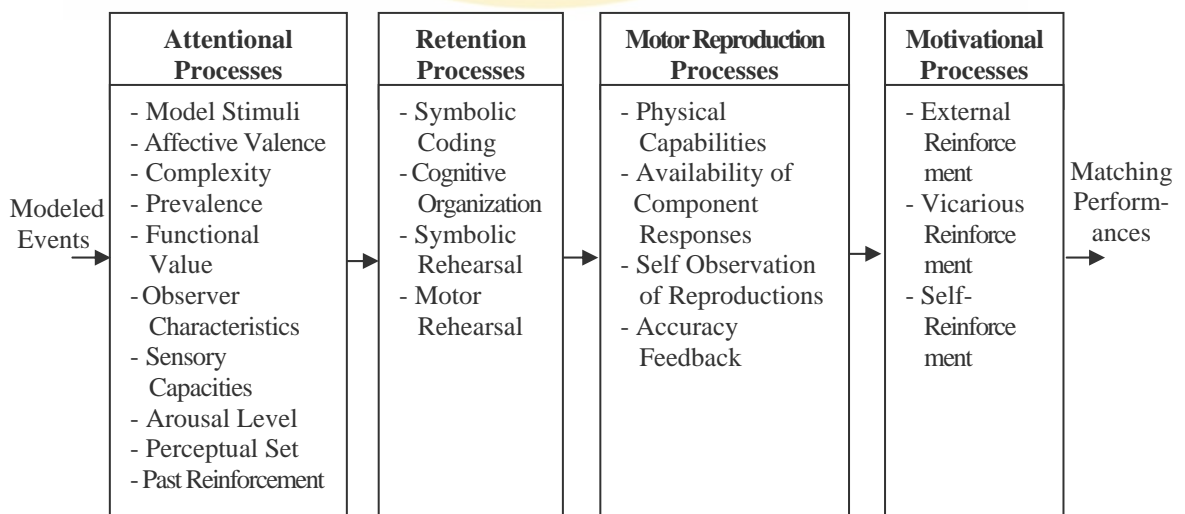 Modeled
Events
Attentional
Processes
- Model Stimuli
- Affective Valence
- Complexity
- Prevalence
- Functional
Value
- Observer
Characteristics
- Sensory
Capacities
- Arousal Level
- Perceptual Set
- Past Reinforcement
Retention
Processes
- Symbolic
Coding
- Cognitive
Organization
- Symbolic
Rehearsal
- Motor
Rehearsal
Motor Reproduction
Processes
- Physical
Capabilities
- Availability of
Component
Responses
- Self Observation
of Reproductions
- Accuracy
Feedback
Motivational
Processes
- External
Reinforce
ment
- Vicarious
Reinforce
ment
- Self-
Reinforce
ment
Matching
Perform-
ances